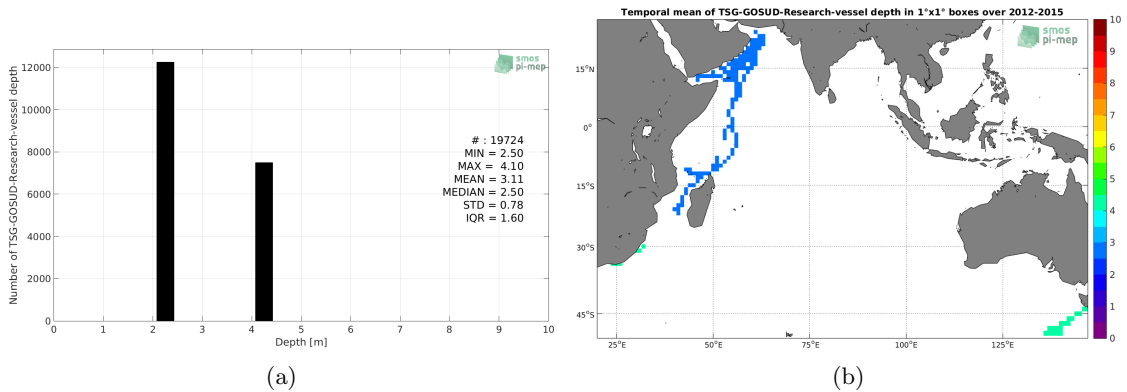 12000
10000
8000
6000
4000
2000
0
Number of TSG-GOSUD-Research-vessel depth
smos
pi-mep
# : 19724
MIN = 2.50
MAX = 4.10
MEAN = 3.11
MEDIAN = 2.50
STD = 0.78
IQR = 1.60
0 1 2 3 4 5 6 7 8 9 10
Depth [m]
(a)
Temporal mean of TSG-GOSUD-Research-vessel depth in 1°x1° boxes over 2012-2015
smos
pi-mep
15°N
0°
15°S
30°S
45°S
25°E 50°E 75°E 100°E 125°E
10
9
8
7
6
5
4
3
2
1
0
(b)